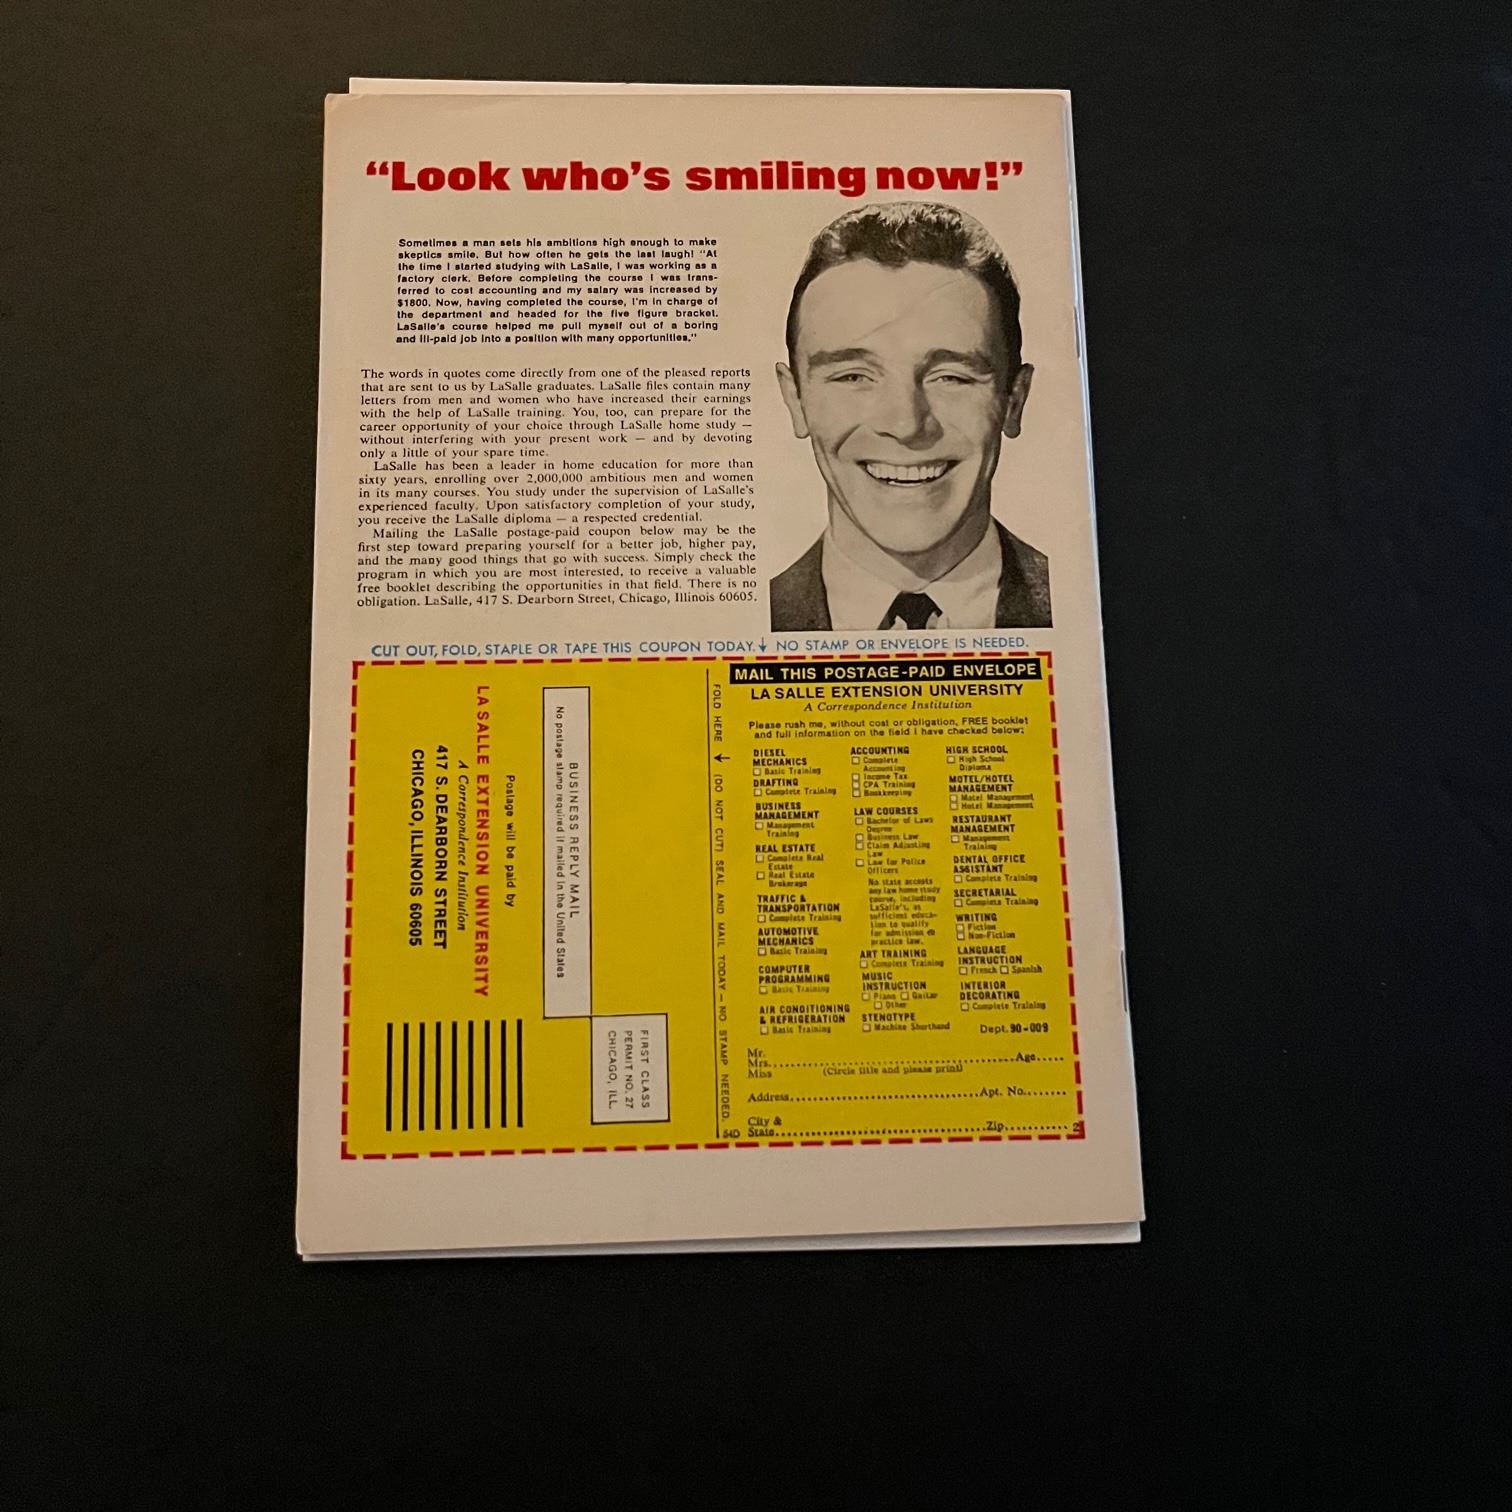 “Look who’s smiling now!”
Sometimes a man sets his ambitions high enough to make
skeptics smile. But how often he gets the last laugh! “At
the time I started studying with LaSalle, I was working as a
factory clerk. Before completing the course I was trans-
ferred to cost accounting and my salary was increased by
$1800. Now, having completed the course, I’m in charge of
the department and headed for the five figure bracket.
LaSalle’s course helped me pull myself out of a boring
and ill-paid job into a position with many opportunities.”
The words in quotes come directly from one of the pleased reports
that are sent to us by LaSalle graduates. LaSalle files contain many
letters from men and women who have increased their earnings
with the help of LaSalle training. You, too, can prepare for the
career opportunity of your choice through LaSalle home study —
without interfering with your present work — and by devoting
only a little of your spare time.
LaSalle has been a leader in home education for more than
sixty years, enrolling over 2,000,000 ambitious men and women
in its many courses. You study under the supervision of LaSalle’s
experienced faculty. Upon satisfactory completion of your study,
you receive the LaSalle diploma — a respected credential.
Mailing the LaSalle postage-paid coupon below may be the
first step toward preparing yourself for a better job, higher pay,
and the many good things that go with success. Simply check the
program in which you are most interested, to receive a valuable
free booklet describing the opportunities in that field. There is no
obligation. LaSalle, 417 S. Dearborn Street, Chicago, Illinois 60605.
CUT OUT, FOLD, STAPLE OR TAPE THIS COUPON TODAY. ↓ NO STAMP OR ENVELOPE IS NEEDED.
FIRST CLASS
PERMIT NO. 27
CHICAGO, ILL.
BUSINESS REPLY MAIL
No postage stamp required if mailed in the United States
Postage will be paid by
LA SALLE EXTENSION UNIVERSITY
A Correspondence Institution
417 S. DEARBORN STREET
CHICAGO, ILLINOIS 60605
FOLD HERE ↓ (DO NOT CUT) SEAL AND MAIL TODAY — NO STAMP NEEDED.
54D
MAIL THIS POSTAGE-PAID ENVELOPE
LA SALLE EXTENSION UNIVERSITY
A Correspondence Institution
Please rush me, without cost or obligation, FREE booklet
and full information on the field I have checked below:
DIESEL
MECHANICS
☐ Basic Training
DRAFTING
☐ Complete Training
BUSINESS
MANAGEMENT
☐ Management
Training
REAL ESTATE
☐ Complete Real
Estate
☐ Real Estate
Brokerage
TRAFFIC &
TRANSPORTATION
☐ Complete Training
AUTOMOTIVE
MECHANICS
☐ Basic Training
COMPUTER
PROGRAMMING
☐ Basic Training
AIR CONDITIONING
& REFRIGERATION
☐ Basic Training
ACCOUNTING
☐ Complete
Accounting
☐ Income Tax
☐ CPA Training
☐ Bookkeeping
LAW COURSES
☐ Bachelor of Laws
Degree
☐ Business Law
☐ Claim Adjusting
Law
☐ Law for Police
Officers
No state accepts
any law home study
course, including
LaSalle’s, as
sufficient educa-
tion to qualify
for admission to
practice law.
ART TRAINING
☐ Complete Training
MUSIC
INSTRUCTION
☐ Piano ☐ Guitar
☐ Other
STENOTYPE
☐ Machine Shorthand
HIGH SCHOOL
☐ High School
Diploma
MOTEL/HOTEL
MANAGEMENT
☐ Motel Management
☐ Hotel Management
RESTAURANT
MANAGEMENT
☐ Management
Training
DENTAL OFFICE
ASSISTANT
☐ Complete Training
SECRETARIAL
☐ Complete Training
WRITING
☐ Fiction
☐ Non-Fiction
LANGUAGE
INSTRUCTION
☐ French ☐ Spanish
INTERIOR
DECORATING
☐ Complete Training
Dept. 90-009
Mr.
Mrs. Age
Miss (Circle title and please print)
Address Apt. No.
City &
State Zip 2